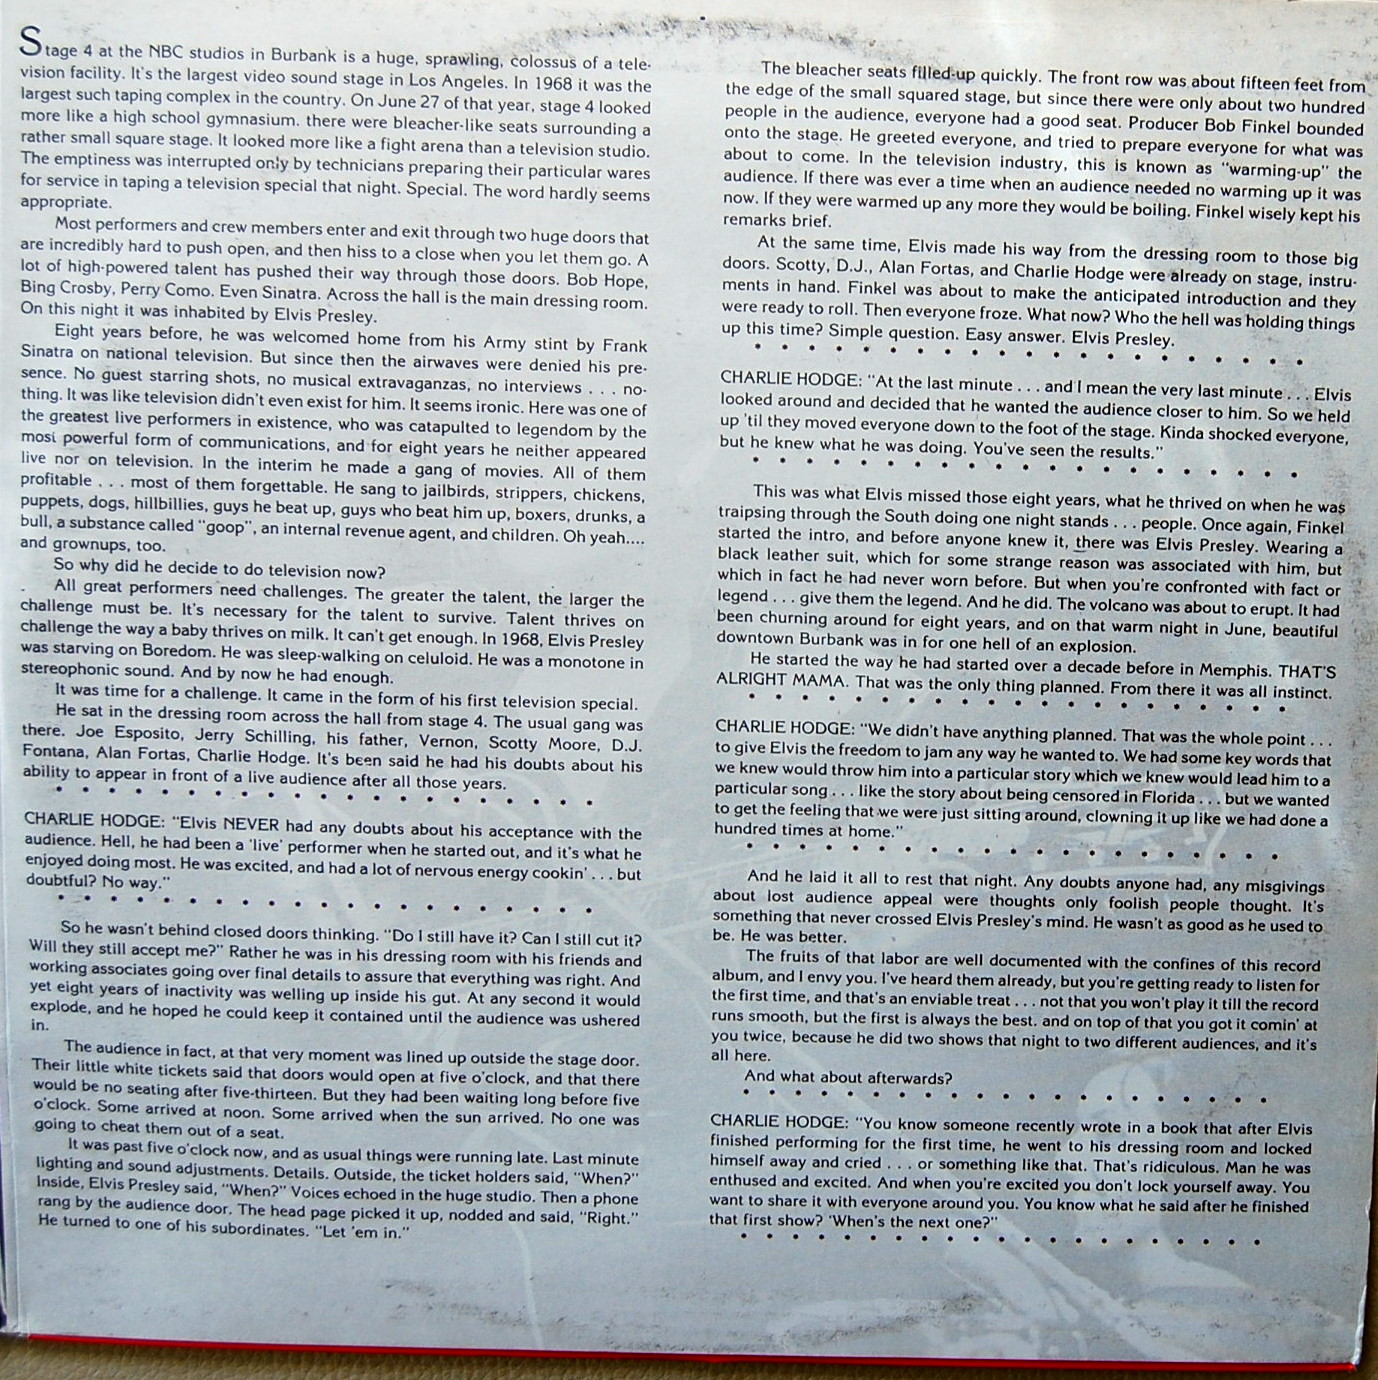 Stage 4 at the NBC studios in Burbank is a huge, sprawling, colossus of a tele-
vision facility. It's the largest video sound stage in Los Angeles. In 1968 it was the
largest such taping complex in the country. On June 27 of that year, stage 4 looked
more like a high school gymnasium. there were bleacher-like seats surrounding a
rather small square stage. It looked more like a fight arena than a television studio.
The emptiness was interrupted only by technicians preparing their particular wares
for service in taping a television special that night. Special. The word hardly seems
appropriate.
Most performers and crew members enter and exit through two huge doors that
are incredibly hard to push open, and then hiss to a close when you let them go. A
lot of high-powered talent has pushed their way through those doors. Bob Hope,
Bing Crosby, Perry Como. Even Sinatra. Across the hall is the main dressing room.
On this night it was inhabited by Elvis Presley.
Eight years before, he was welcomed home from his Army stint by Frank
Sinatra on national television. But since then the airwaves were denied his pre-
sence. No guest starring shots, no musical extravaganzas, no interviews . . . no-
thing. It was like television didn't even exist for him. It seems ironic. Here was one of
the greatest live performers in existence, who was catapulted to legendom by the
most powerful form of communications, and for eight years he neither appeared
live nor on television. In the interim he made a gang of movies. All of them
profitable . . . most of them forgettable. He sang to jailbirds, strippers, chickens,
puppets, dogs, hillbillies, guys he beat up, guys who beat him up, boxers, drunks, a
bull, a substance called "goop", an internal revenue agent, and children. Oh yeah....
and grownups, too.
So why did he decide to do television now?
All great performers need challenges. The greater the talent, the larger the
challenge must be. It's necessary for the talent to survive. Talent thrives on
challenge the way a baby thrives on milk. It can't get enough. In 1968, Elvis Presley
was starving on Boredom. He was sleep-walking on celuloid. He was a monotone in
stereophonic sound. And by now he had enough.
It was time for a challenge. It came in the form of his first television special.
He sat in the dressing room across the hall from stage 4. The usual gang was
there. Joe Esposito, Jerry Schilling, his father, Vernon, Scotty Moore, D.J.
Fontana, Alan Fortas, Charlie Hodge. It's been said he had his doubts about his
ability to appear in front of a live audience after all those years.
CHARLIE HODGE: "Elvis NEVER had any doubts about his acceptance with the
audience. Hell, he had been a 'live' performer when he started out, and it's what he
enjoyed doing most. He was excited, and had a lot of nervous energy cookin' . . . but
doubtful? No way."
So he wasn't behind closed doors thinking. "Do I still have it? Can I still cut it?
Will they still accept me?" Rather he was in his dressing room with his friends and
working associates going over final details to assure that everything was right. And
yet eight years of inactivity was welling up inside his gut. At any second it would
explode, and he hoped he could keep it contained until the audience was ushered
in.
The audience in fact, at that very moment was lined up outside the stage door.
Their little white tickets said that doors would open at five o'clock, and that there
would be no seating after five-thirteen. But they had been waiting long before five
o'clock. Some arrived at noon. Some arrived when the sun arrived. No one was
going to cheat them out of a seat.
It was past five o'clock now, and as usual things were running late. Last minute
lighting and sound adjustments. Details. Outside, the ticket holders said, "When?"
Inside, Elvis Presley said, "When?" Voices echoed in the huge studio. Then a phone
rang by the audience door. The head page picked it up, nodded and said, "Right."
He turned to one of his subordinates. "Let 'em in."
The bleacher seats filled-up quickly. The front row was about fifteen feet from
the edge of the small squared stage, but since there were only about two hundred
people in the audience, everyone had a good seat. Producer Bob Finkel bounded
onto the stage. He greeted everyone, and tried to prepare everyone for what was
about to come. In the television industry, this is known as "warming-up" the
audience. If there was ever a time when an audience needed no warming up it was
now. If they were warmed up any more they would be boiling. Finkel wisely kept his
remarks brief.
At the same time, Elvis made his way from the dressing room to those big
doors. Scotty, D.J., Alan Fortas, and Charlie Hodge were already on stage, instru-
ments in hand. Finkel was about to make the anticipated introduction and they
were ready to roll. Then everyone froze. What now? Who the hell was holding things
up this time? Simple question. Easy answer. Elvis Presley.
CHARLIE HODGE: "At the last minute . . . and I mean the very last minute . . . Elvis
looked around and decided that he wanted the audience closer to him. So we held
up 'til they moved everyone down to the foot of the stage. Kinda shocked everyone,
but he knew what he was doing. You've seen the results."
This was what Elvis missed those eight years, what he thrived on when he was
traipsing through the South doing one night stands . . . people. Once again, Finkel
started the intro, and before anyone knew it, there was Elvis Presley. Wearing a
black leather suit, which for some strange reason was associated with him, but
which in fact he had never worn before. But when you're confronted with fact or
legend . . . give them the legend. And he did. The volcano was about to erupt. It had
been churning around for eight years, and on that warm night in June, beautiful
downtown Burbank was in for one hell of an explosion.
He started the way he had started over a decade before in Memphis. THAT'S
ALRIGHT MAMA. That was the only thing planned. From there it was all instinct.
CHARLIE HODGE: "We didn't have anything planned. That was the whole point . . .
to give Elvis the freedom to jam any way he wanted to. We had some key words that
we knew would throw him into a particular story which we knew would lead him to a
particular song . . . like the story about being censored in Florida . . . but we wanted
to get the feeling that we were just sitting around, clowning it up like we had done a
hundred times at home."
And he laid it all to rest that night. Any doubts anyone had, any misgivings
about lost audience appeal were thoughts only foolish people thought. It's
something that never crossed Elvis Presley's mind. He wasn't as good as he used to
be. He was better.
The fruits of that labor are well documented with the confines of this record
album, and I envy you. I've heard them already, but you're getting ready to listen for
the first time, and that's an enviable treat . . . not that you won't play it till the record
runs smooth, but the first is always the best. and on top of that you got it comin' at
you twice, because he did two shows that night to two different audiences, and it's
all here.
And what about afterwards?
CHARLIE HODGE: "You know someone recently wrote in a book that after Elvis
finished performing for the first time, he went to his dressing room and locked
himself away and cried . . . or something like that. That's ridiculous. Man he was
enthused and excited. And when you're excited you don't lock yourself away. You
want to share it with everyone around you. You know what he said after he finished
that first show? 'When's the next one?"